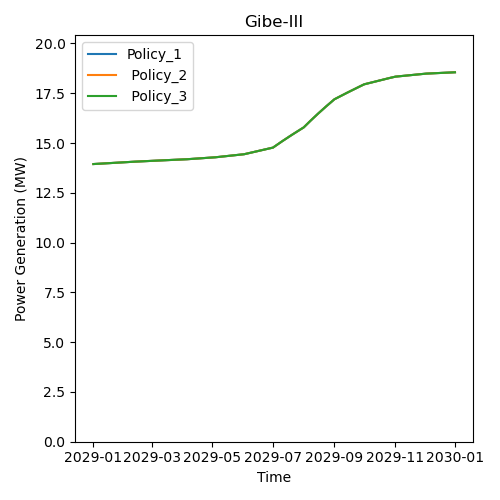 Gibe-III
Policy_1
Policy_2
Policy_3
Power Generation (MW)
20.0
17.5
15.0
12.5
10.0
7.5
5.0
2.5
0.0
2029-01 2029-03 2029-05 2029-07 2029-09 2029-11 2030-01
Time